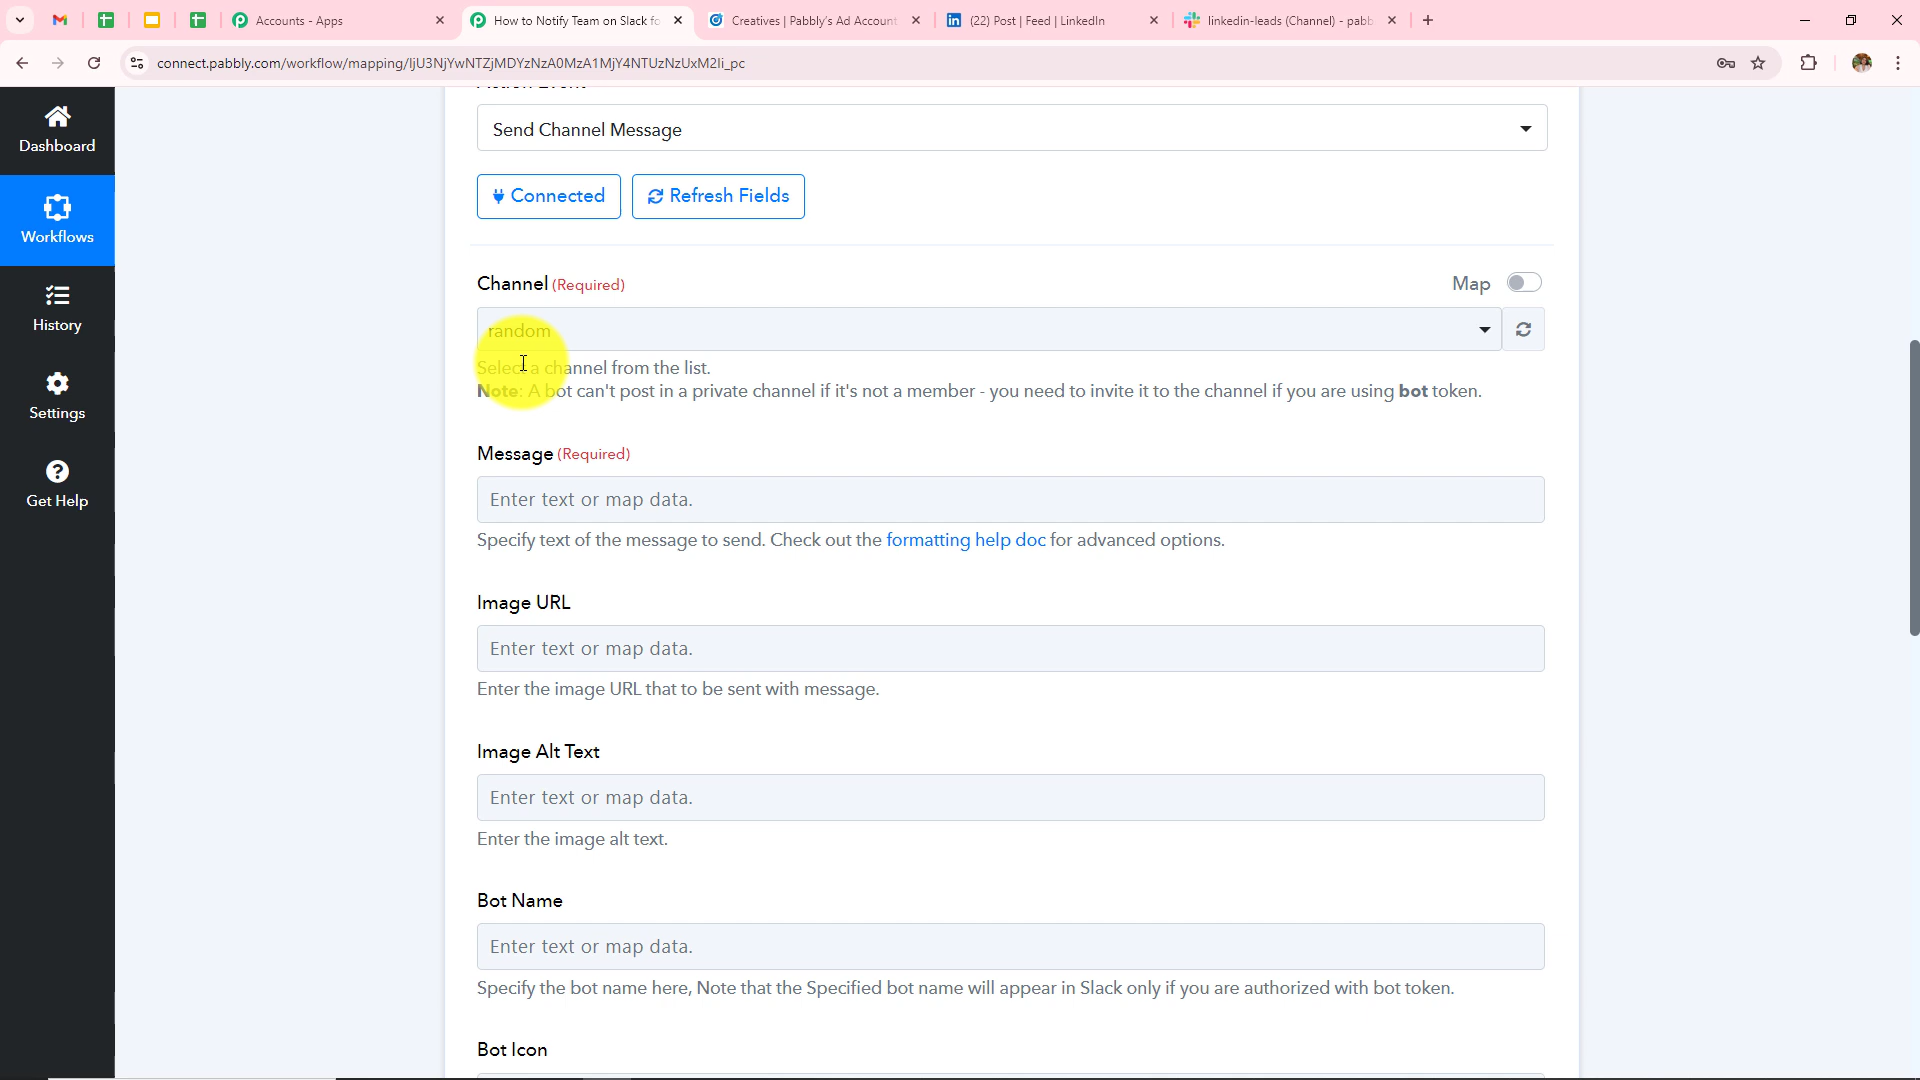 Accounts - Apps
How to Notify Team on Slack fo
Creatives | Pabbly's Ad Account
(22) Post | Feed | LinkedIn
linkedin-leads (Channel) - pabb
connect.pabbly.com/workflow/mapping/IjU3NjYwNTZjMDYzNzA0MzA1MjY4NTUzNzUxM2Ii_pc
Dashboard
Workflows
History
Settings
Get Help
Action Event
Send Channel Message
Connected
Refresh Fields
Channel (Required)
Map
random
Select a channel from the list.
Note: A bot can't post in a private channel if it's not a member - you need to invite it to the channel if you are using bot token.
Message (Required)
Enter text or map data.
Specify text of the message to send. Check out the formatting help doc for advanced options.
Image URL
Enter text or map data.
Enter the image URL that to be sent with message.
Image Alt Text
Enter text or map data.
Enter the image alt text.
Bot Name
Enter text or map data.
Specify the bot name here, Note that the Specified bot name will appear in Slack only if you are authorized with bot token.
Bot Icon